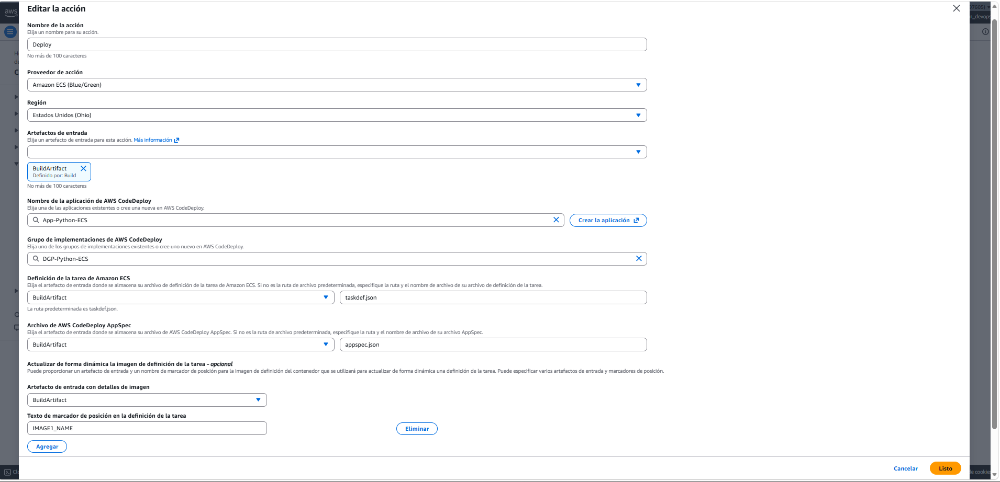 aws
Editar la acción
97605)
n_devops
Nombre de la acción
Elija un nombre para su acción.
Deploy
No más de 100 caracteres
Proveedor de acción
Amazon ECS (Blue/Green)
Región
Estados Unidos (Ohio)
Artefactos de entrada
Elija un artefacto de entrada para esta acción. Más información
BuildArtifact
Definido por: Build
No más de 100 caracteres
Nombre de la aplicación de AWS CodeDeploy
Elija una de las aplicaciones existentes o cree una nueva en AWS CodeDeploy.
App-Python-ECS
Crear la aplicación
Grupo de implementaciones de AWS CodeDeploy
Elija uno de los grupos de implementaciones existentes o cree uno nuevo en AWS CodeDeploy.
DGP-Python-ECS
Definición de la tarea de Amazon ECS
Elija el artefacto de entrada donde se almacena su archivo de definición de la tarea de Amazon ECS. Si no es la ruta de archivo predeterminada, especifique la ruta y el nombre de archivo de su archivo de definición de la tarea.
BuildArtifact taskdef.json
La ruta predeterminada es taskdef.json.
Archivo de AWS CodeDeploy AppSpec
Elija el artefacto de entrada donde se almacena su archivo de AWS CodeDeploy AppSpec. Si no es la ruta de archivo predeterminada, especifique la ruta y el nombre de archivo de su archivo AppSpec.
BuildArtifact appspec.json
Actualizar de forma dinámica la imagen de definición de la tarea - opcional
Puede proporcionar un artefacto de entrada y un nombre de marcador de posición para la imagen de definición del contenedor que se utilizará para actualizar de forma dinámica una definición de la tarea. Puede especificar varios artefactos de entrada y marcadores de posición.
Artefacto de entrada con detalles de imagen
BuildArtifact
Texto de marcador de posición en la definición de la tarea
IMAGE1_NAME
Eliminar
Agregar
Cancelar
Listo
de cookies